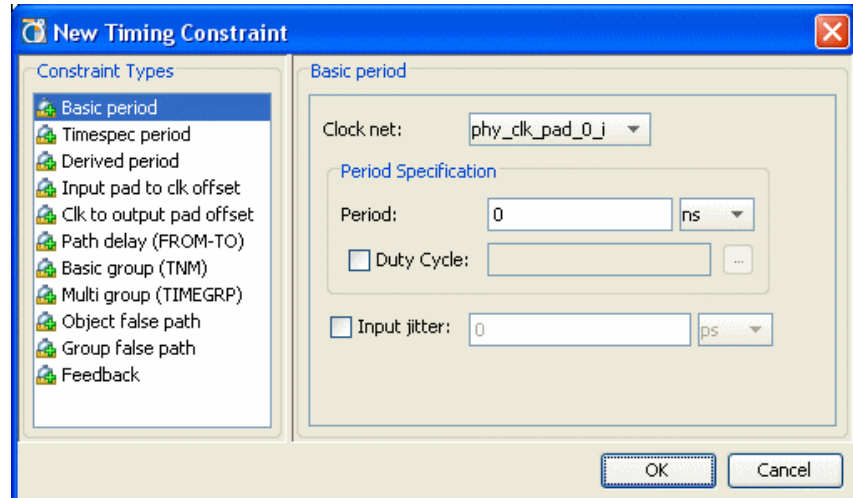 New Timing Constraint
Constraint Types
Basic period
Timespec period
Derived period
Input pad to clk offset
Clk to output pad offset
Path delay (FROM-TO)
Basic group (TNM)
Multi group (TIMEGRP)
Object false path
Group false path
Feedback
Basic period
Clock net: phy_clk_pad_0_i
Period Specification
Period: 0 ns
Duty Cycle: ...
Input jitter: 0 ps
OK Cancel